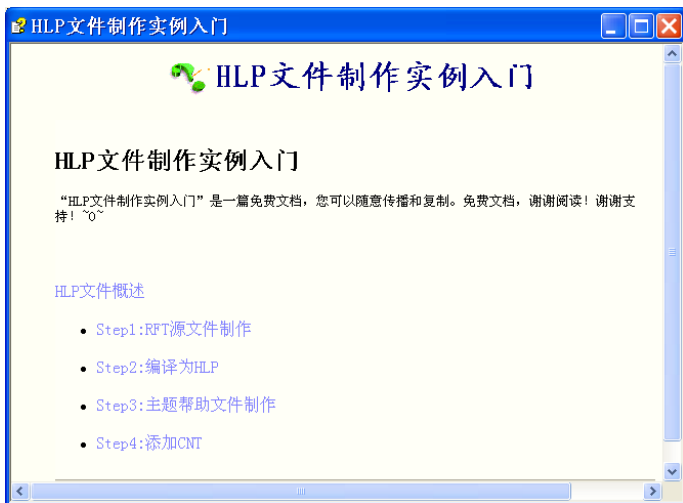 HLP文件制作实例入门
HLP文件制作实例入门
HLP文件制作实例入门
“HLP文件制作实例入门”是一篇免费文档，您可以随意传播和复制。免费文档，谢谢阅读！谢谢支
持！~0~
HLP文件概述
Step1:RFT源文件制作
Step2:编译为HLP
Step3:主题帮助文件制作
Step4:添加CNT